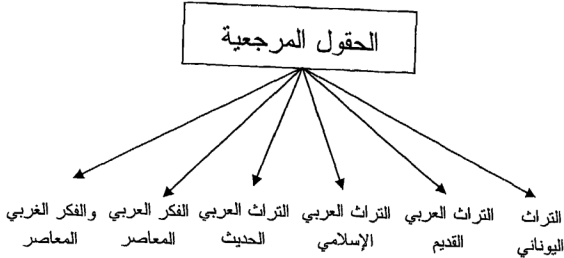 الحقول المرجعية
التراث اليوناني
التراث العربي القديم
التراث العربي الإسلامي
التراث العربي الحديث
الفكر العربي المعاصر
والفكر الغربي المعاصر